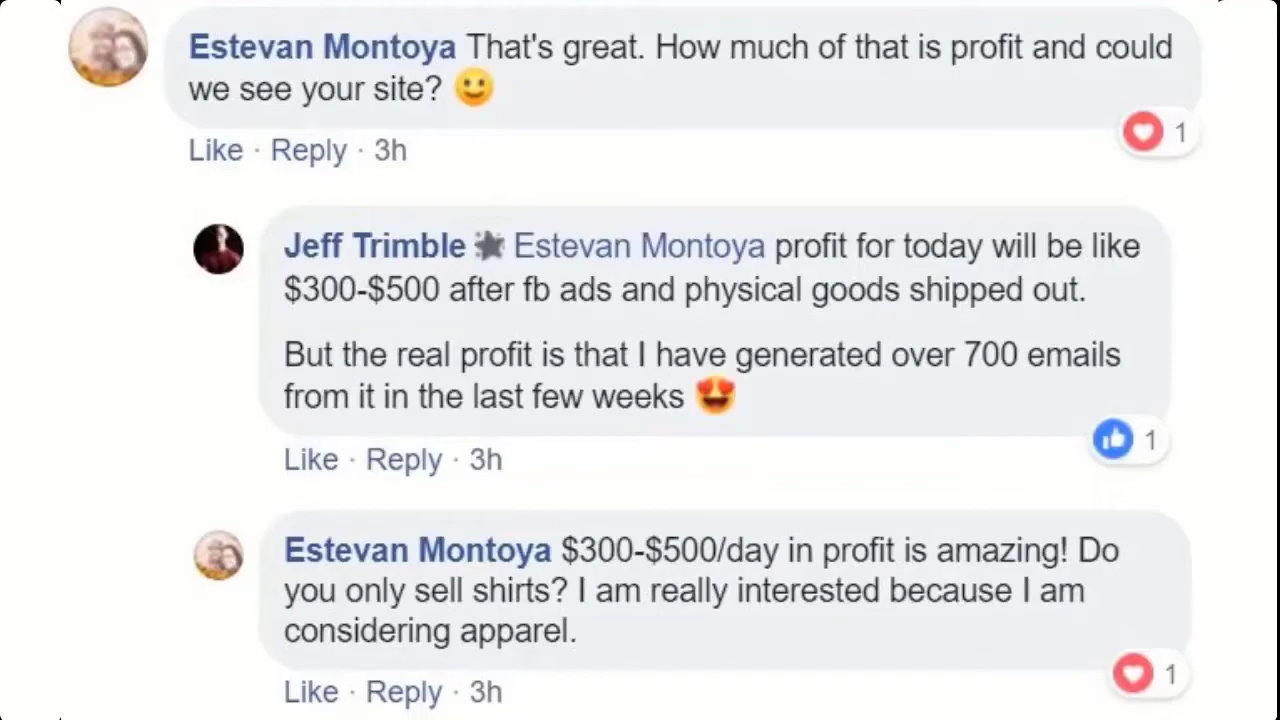 Estevan Montoya That's great. How much of that is profit and could
we see your site? 🙂
1
Like · Reply · 3h
Jeff Trimble Estevan Montoya profit for today will be like
$300-$500 after fb ads and physical goods shipped out.
But the real profit is that I have generated over 700 emails
from it in the last few weeks 😍
1
Like · Reply · 3h
Estevan Montoya $300-$500/day in profit is amazing! Do
you only sell shirts? I am really interested because I am
considering apparel.
1
Like · Reply · 3h